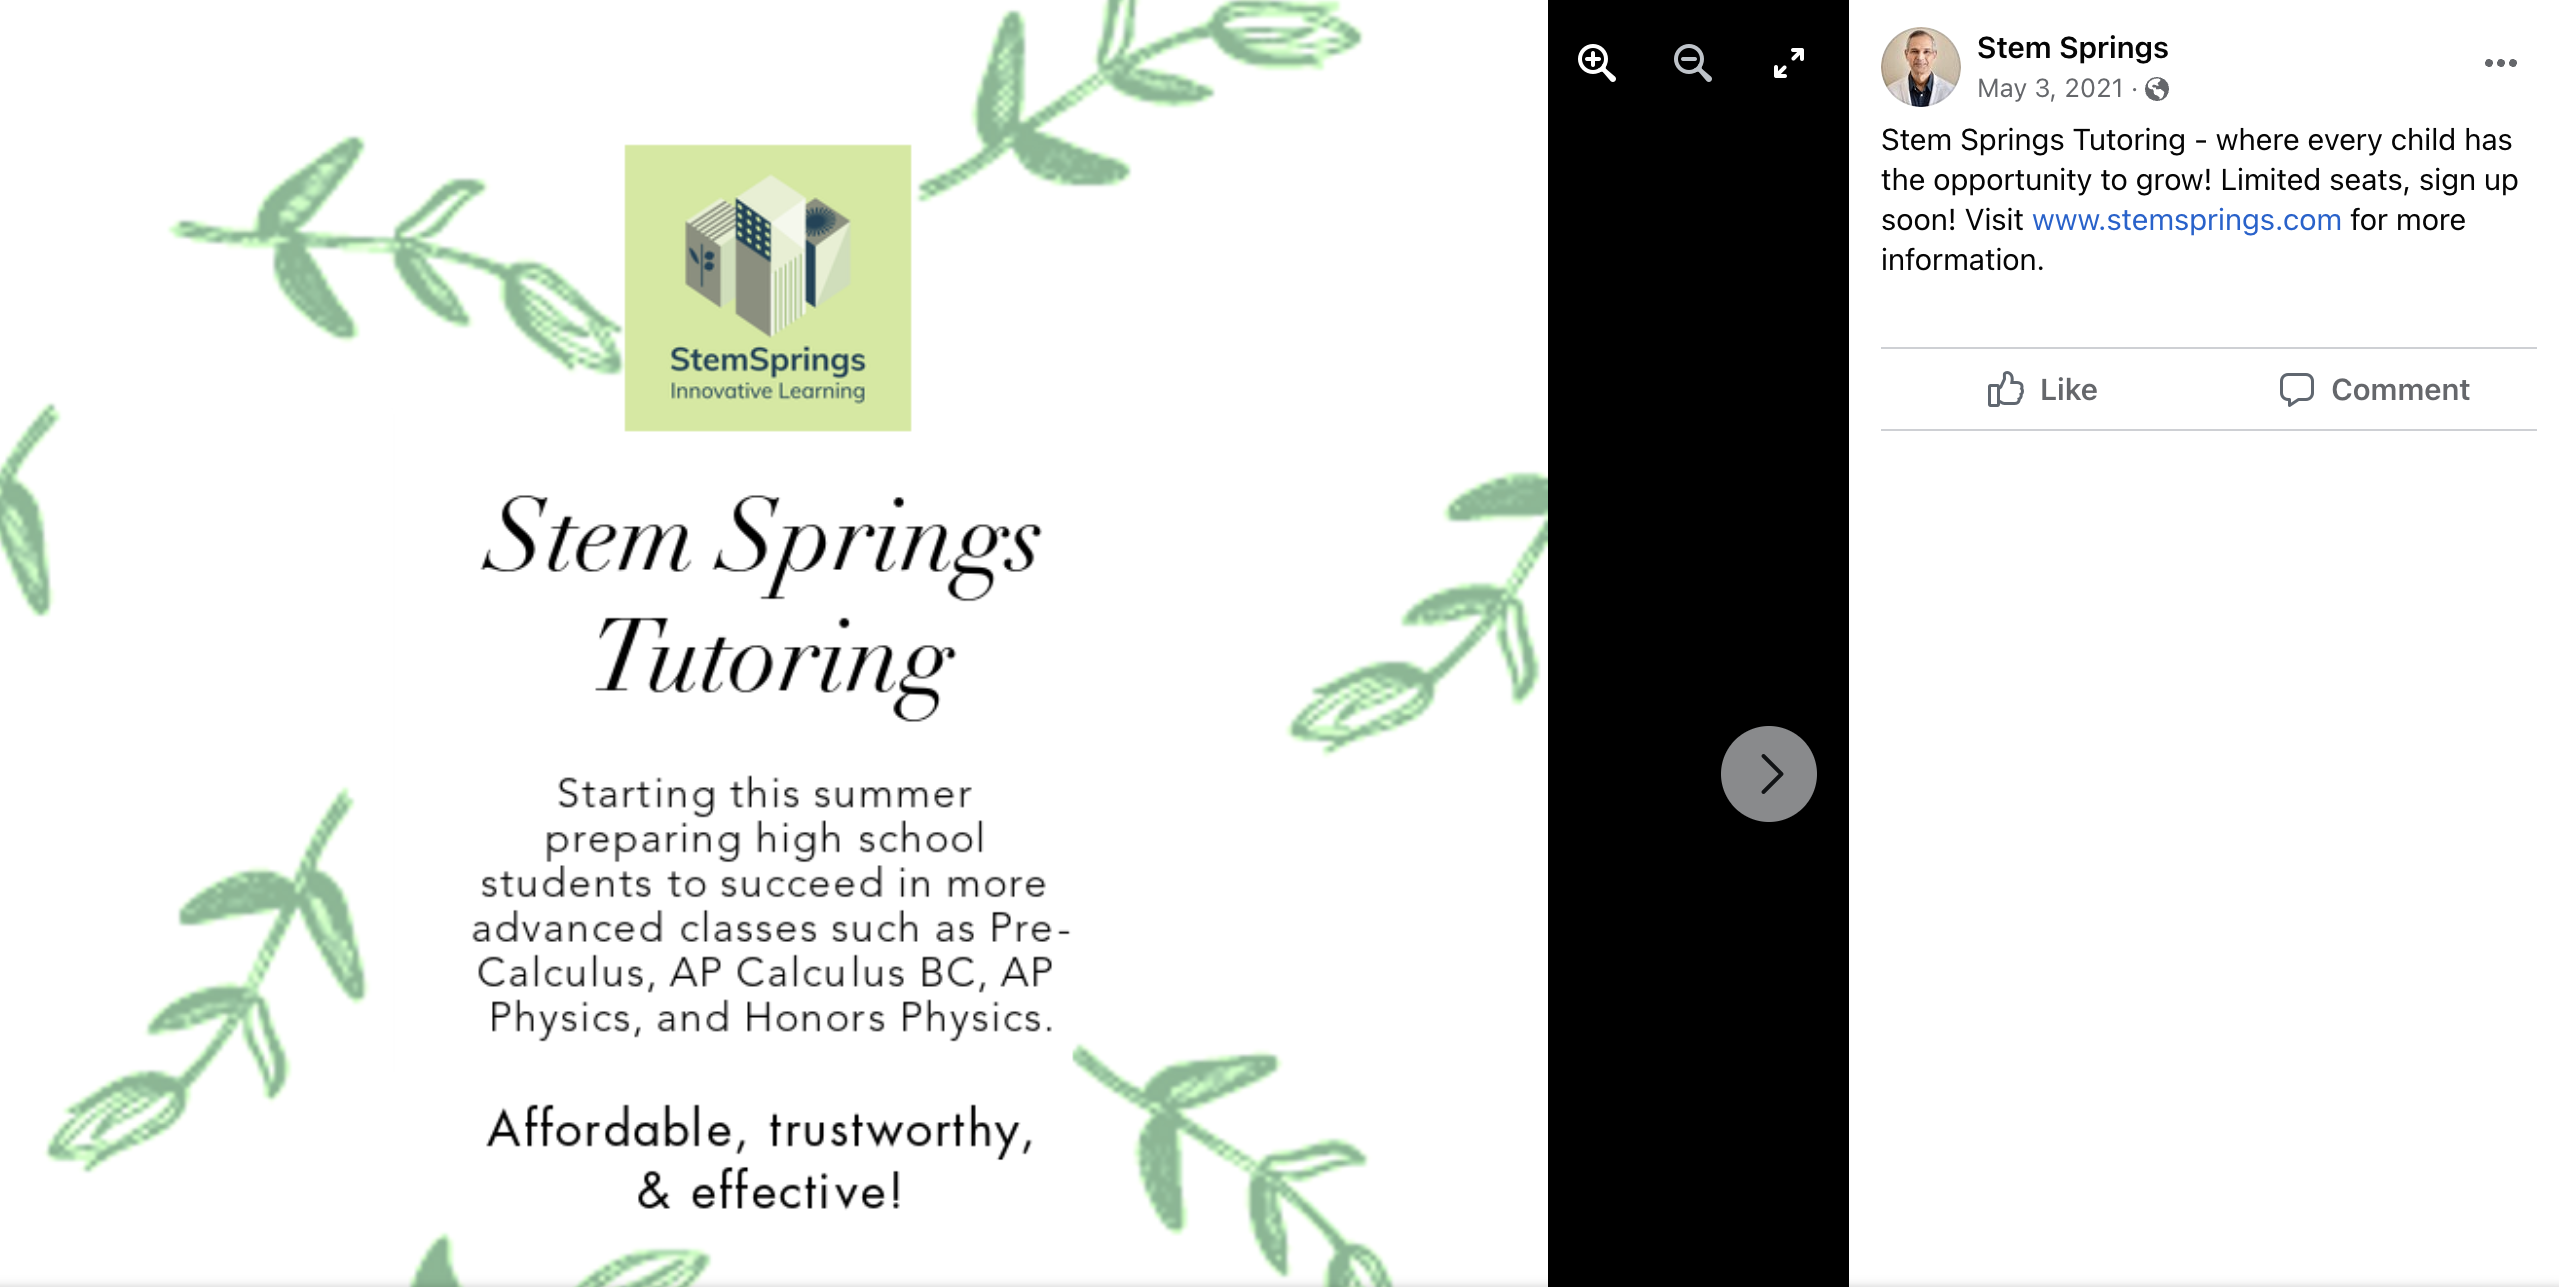 StemSprings
Innovative Learning
Stem Springs
Tutoring
Starting this summer
preparing high school
students to succeed in more
advanced classes such as Pre-
Calculus, AP Calculus BC, AP
Physics, and Honors Physics.
Affordable, trustworthy,
& effective!
Stem Springs
May 3, 2021 ·
Stem Springs Tutoring - where every child has
the opportunity to grow! Limited seats, sign up
soon! Visit www.stemsprings.com for more
information.
Like
Comment